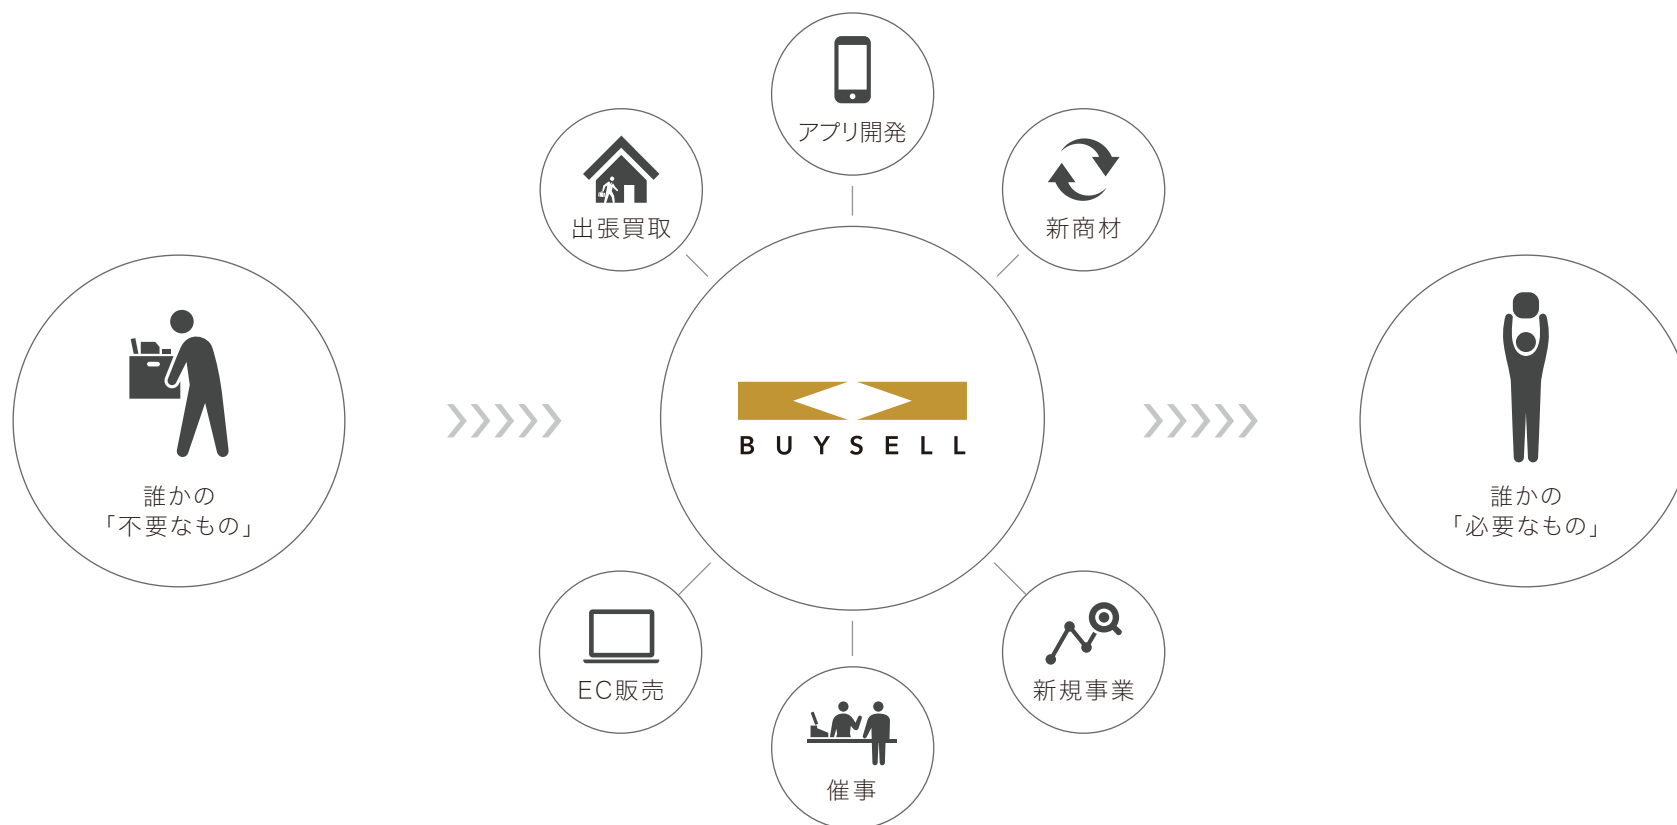 アプリ開発
出張買取
新商材
誰かの
「不要なもの」
BUYSELL
誰かの
「必要なもの」
EC販売
新規事業
催事